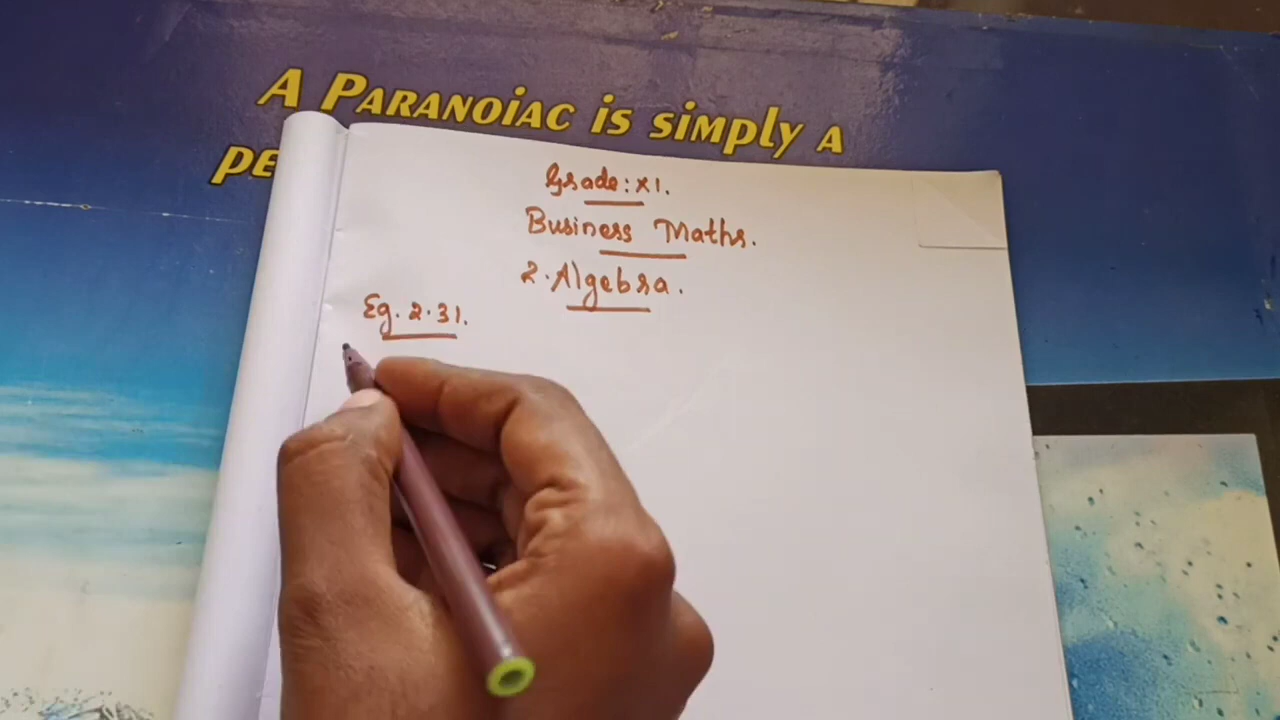 A PARANOiAC is simply A
pe
Grade: XI.
Business Maths.
2. Algebra.
Eg. 2.31.